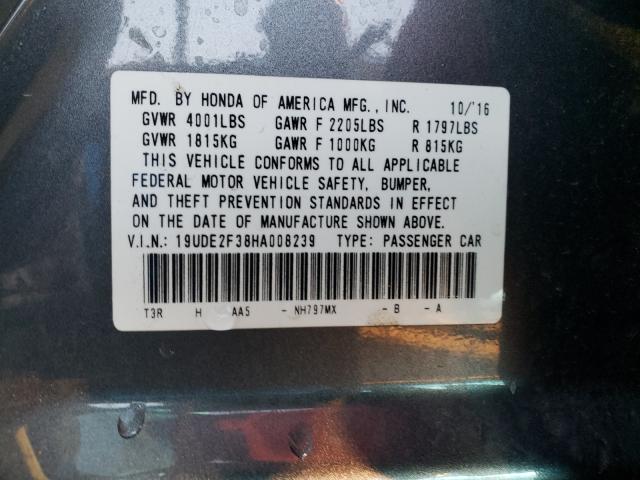 MFD. BY HONDA OF AMERICA MFG., INC. 10/'16
GVWR 4001LBS GAWR F 2205LBS R 1797LBS
GVWR 1815KG GAWR F 1000KG R 815KG
THIS VEHICLE CONFORMS TO ALL APPLICABLE
FEDERAL MOTOR VEHICLE SAFETY, BUMPER,
AND THEFT PREVENTION STANDARDS IN EFFECT
ON THE DATE OF MANUFACTURE SHOWN ABOVE.
V.I.N.: 19UDE2F38HA008239 TYPE: PASSENGER CAR
T3R H AA5 - NH797MX - B - A